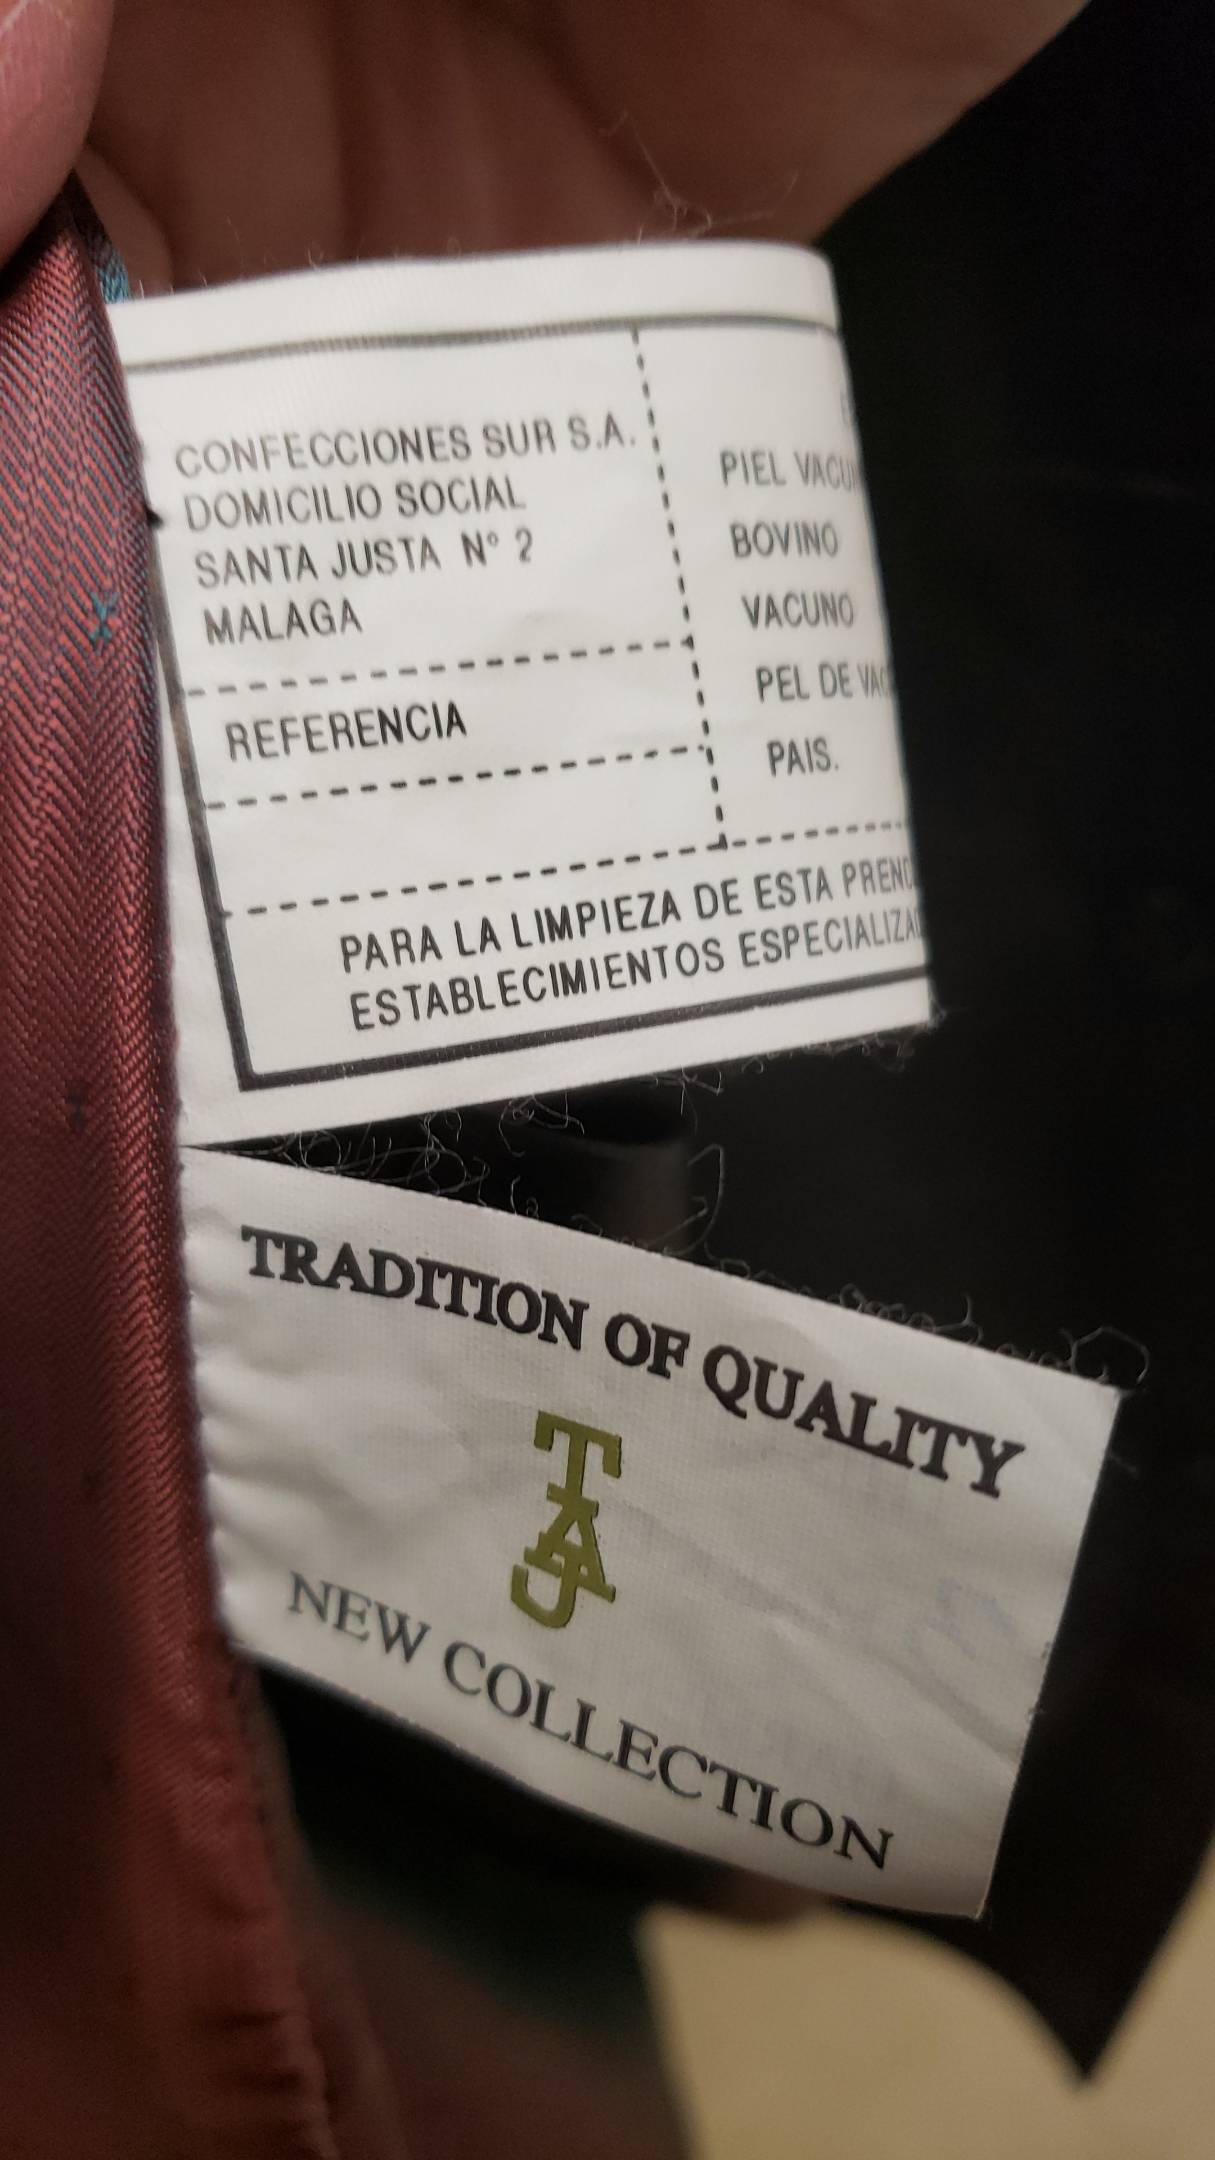 CONFECCIONES SUR S.A.
DOMICILIO SOCIAL
SANTA JUSTA Nº 2
MALAGA
REFERENCIA
PIEL
BOVINO
VACUNO
PEL DE
PAIS.
PARA LA LIMPIEZA DE ESTA
ESTABLECIMIENTOS
TRADITION OF QUALITY
TAJ
NEW COLLECTION